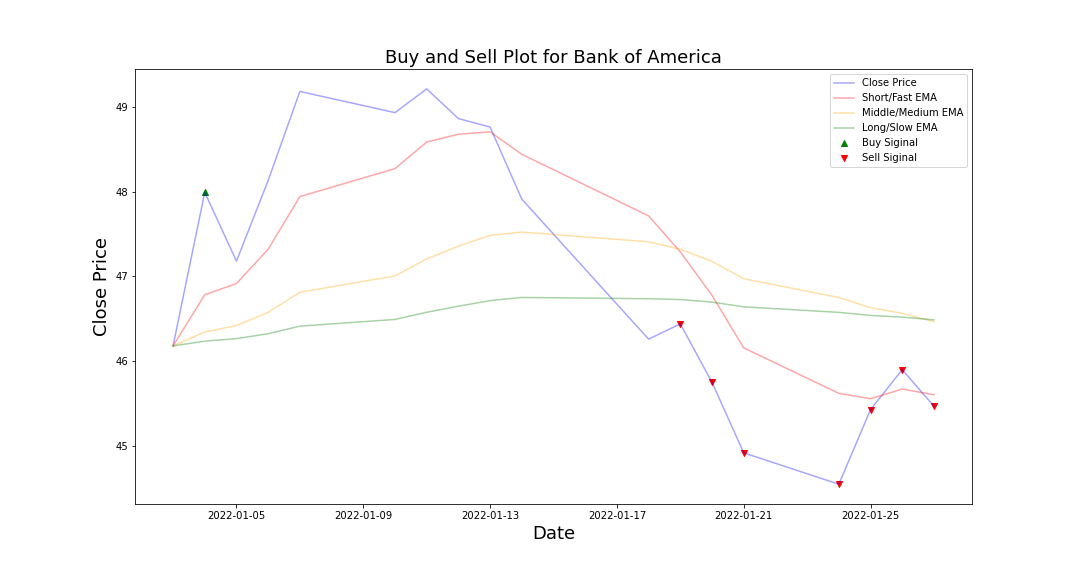 Buy and Sell Plot for Bank of America
Close Price
Short/Fast EMA
Middle/Medium EMA
Long/Slow EMA
Buy Siginal
Sell Siginal
49
48
47
46
45
Close Price
2022-01-05
2022-01-09
2022-01-13
2022-01-17
2022-01-21
2022-01-25
Date